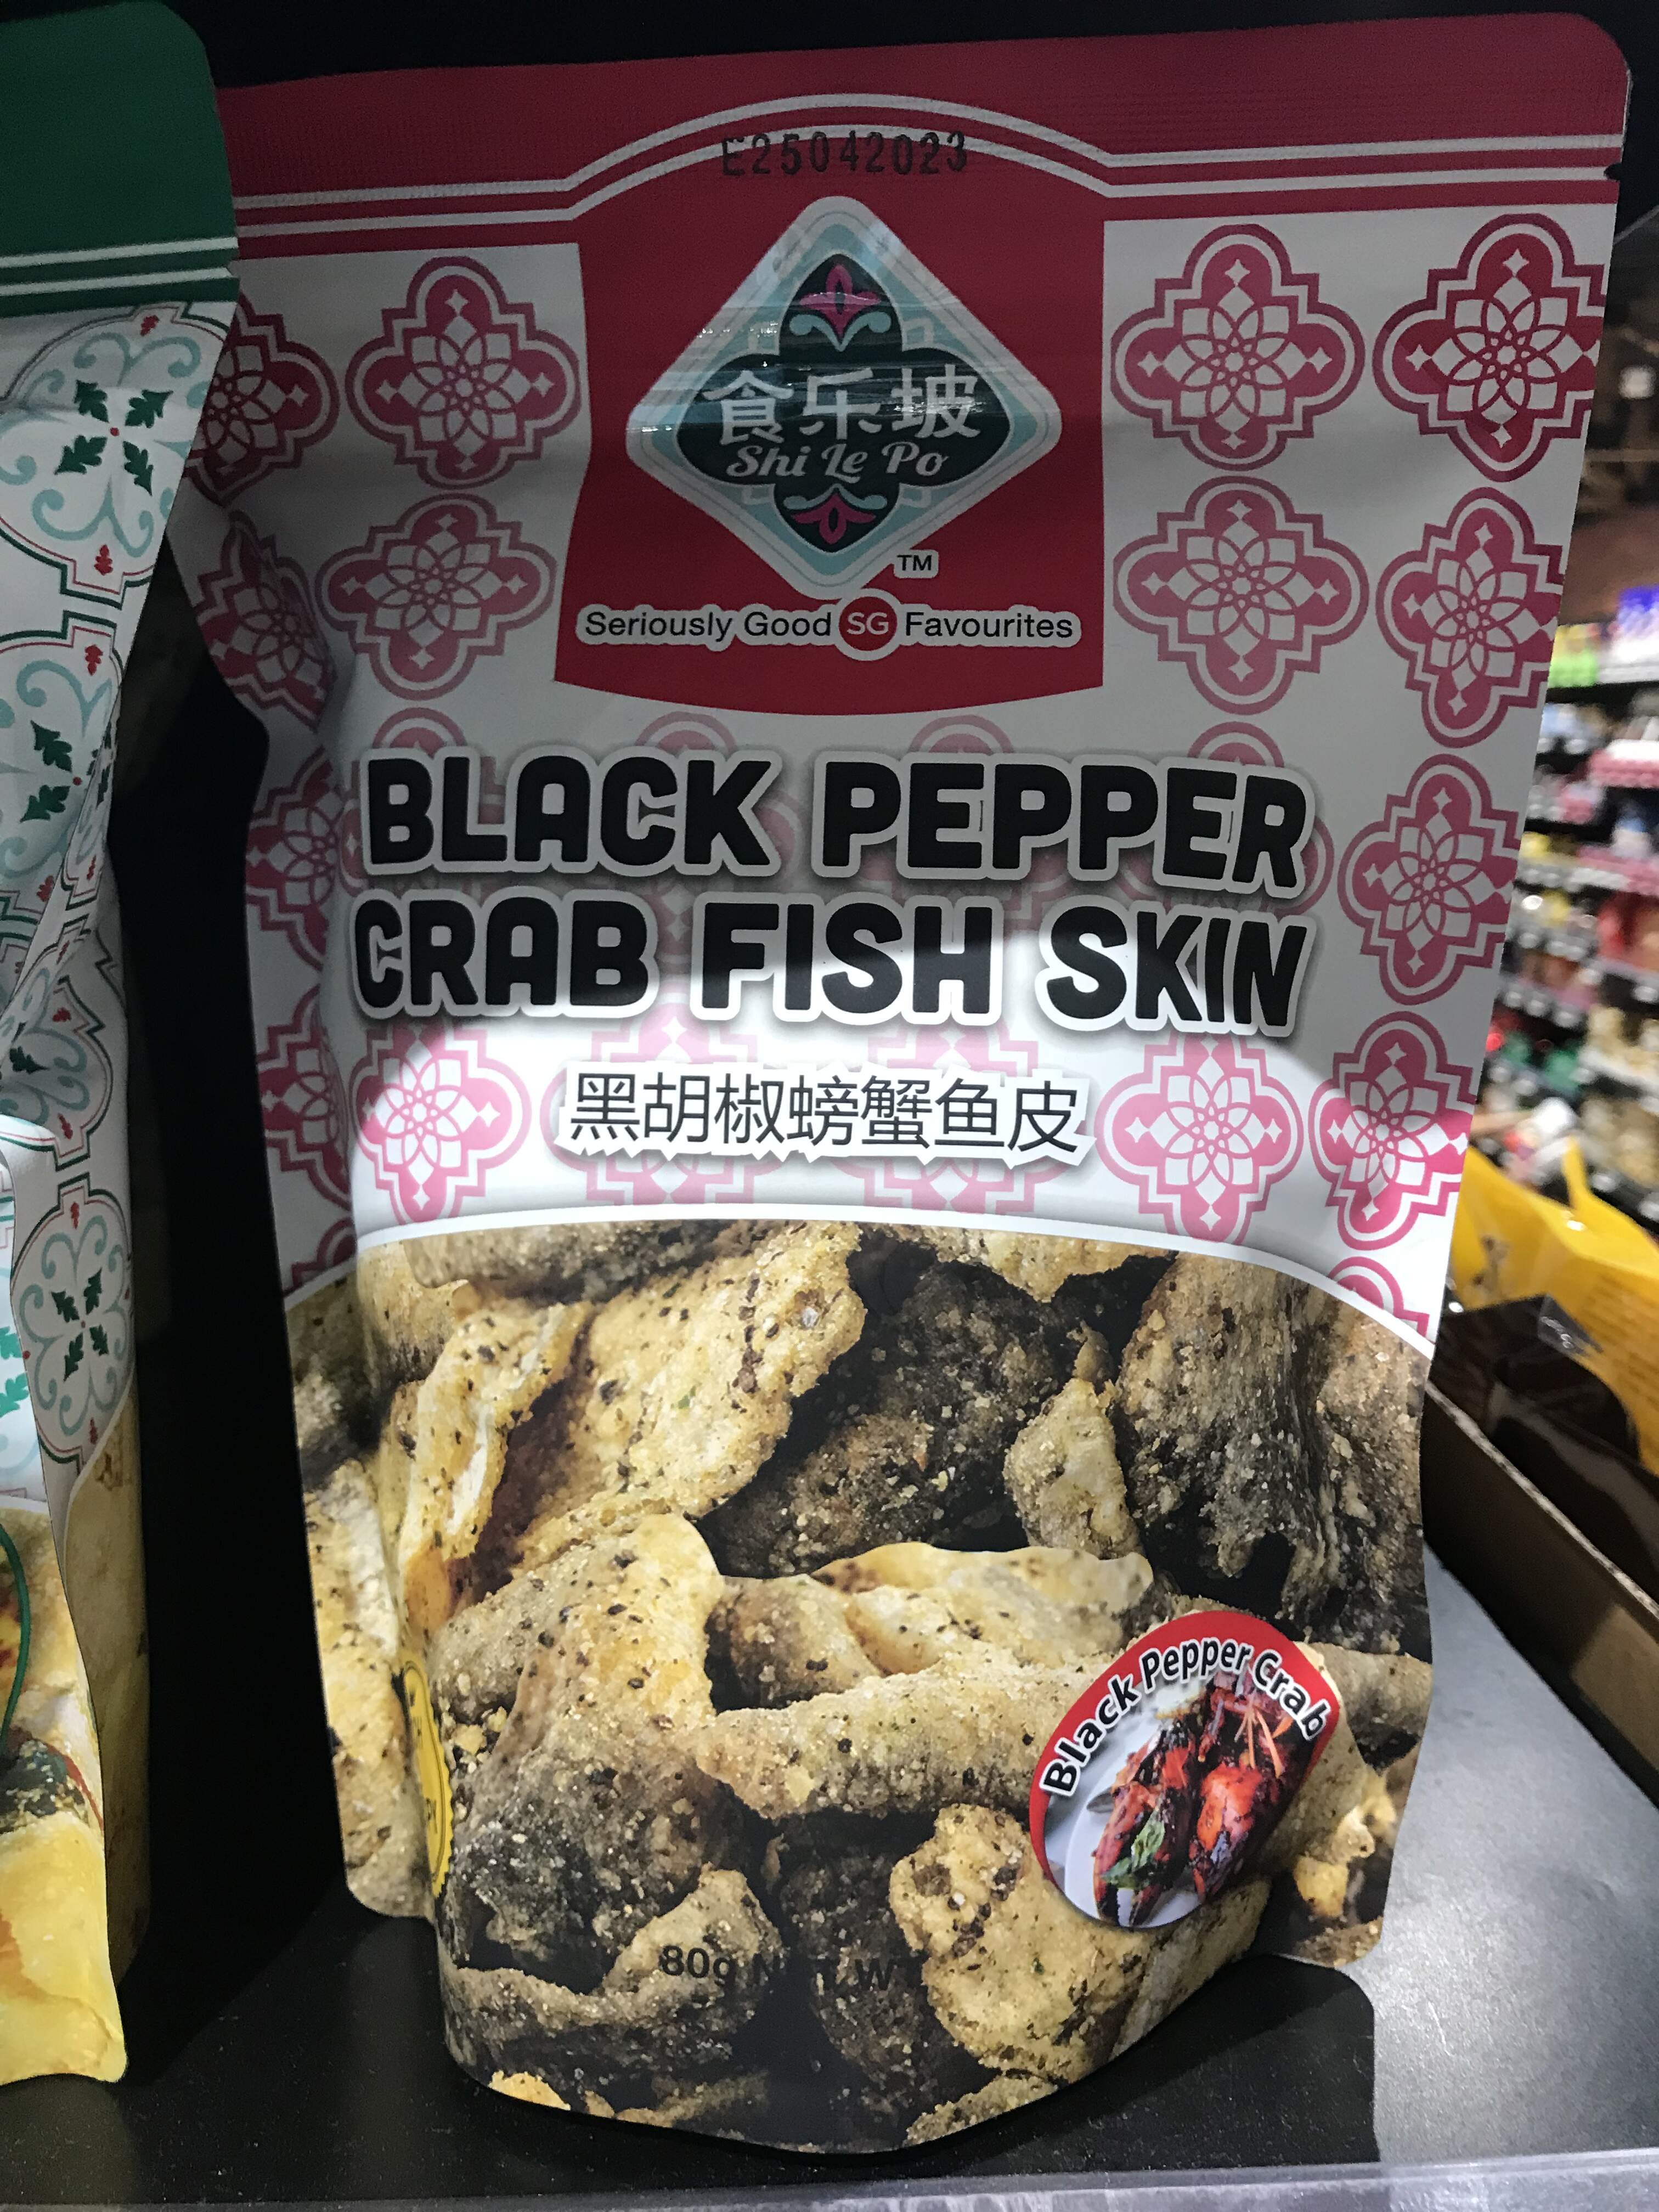 E25042023
食乐坡
Shi Le Po
TM
Seriously Good SG Favourites
BLACK PEPPER
CRAB FISH SKIN
黑胡椒螃蟹鱼皮
Black Pepper Crab
80g